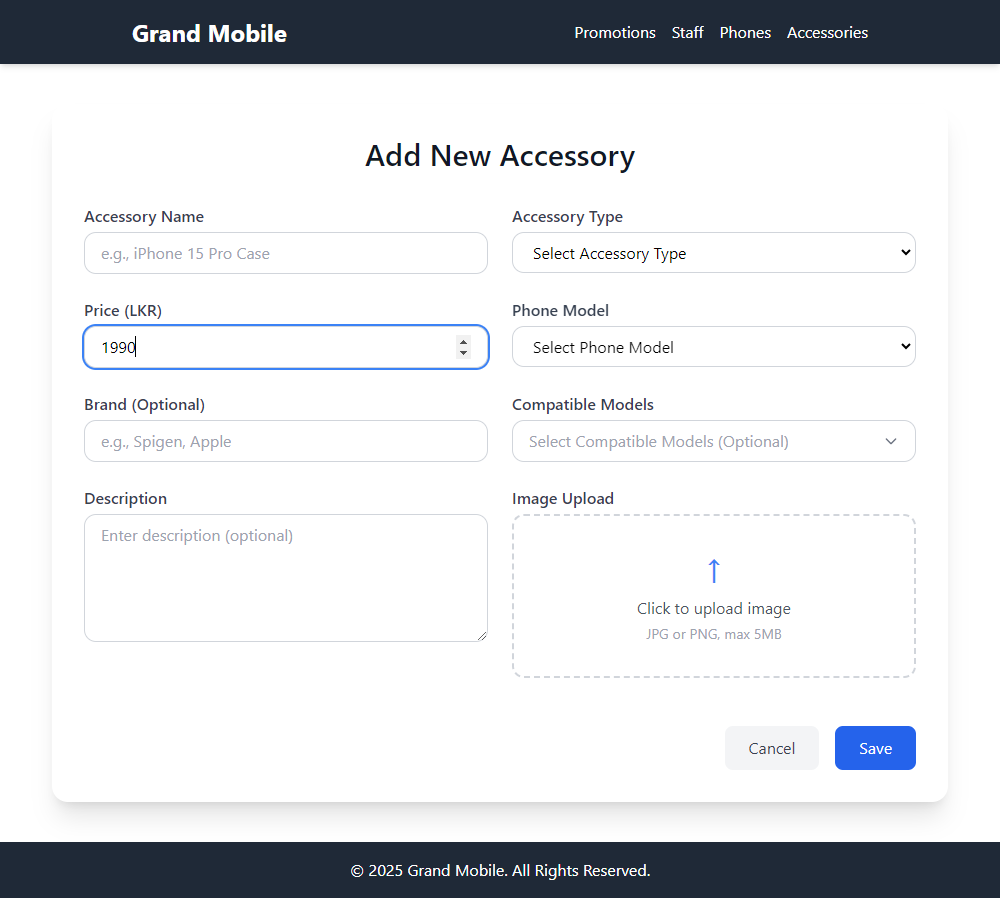 Grand Mobile
Promotions Staff Phones Accessories
Add New Accessory
Accessory Name
e.g., iPhone 15 Pro Case
Accessory Type
Select Accessory Type
Price (LKR)
1990
Phone Model
Select Phone Model
Brand (Optional)
e.g., Spigen, Apple
Compatible Models
Select Compatible Models (Optional)
Description
Enter description (optional)
Image Upload
↑
Click to upload image
JPG or PNG, max 5MB
Cancel Save
© 2025 Grand Mobile. All Rights Reserved.